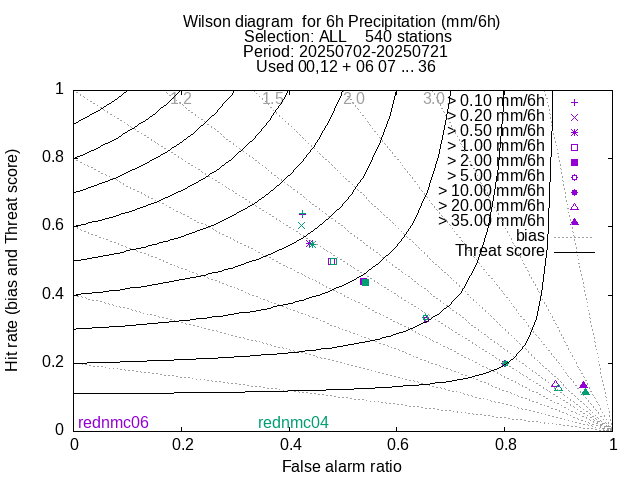 Wilson diagram  for 6h Precipitation (mm/6h)
Selection: ALL    540 stations
Period: 20250702-20250721
Used 00,12 + 06 07 ... 36
1.2 1.5 2.0 3.0
> 0.10 mm/6h
> 0.20 mm/6h
> 0.50 mm/6h
1.00 mm/6h
> 2.00 mm/6h
> 5.00 mm/6h
> 10.00 mm/6h
> 20.00 mm/6h
> 35.00 mm/6h
bias
Threat score
1
0.8
0.6
0.4
0.2
0
Hit rate (bias and Threat score)
rednmc06 rednmc04
0 0.2 0.4 0.6 0.8 1
False alarm ratio